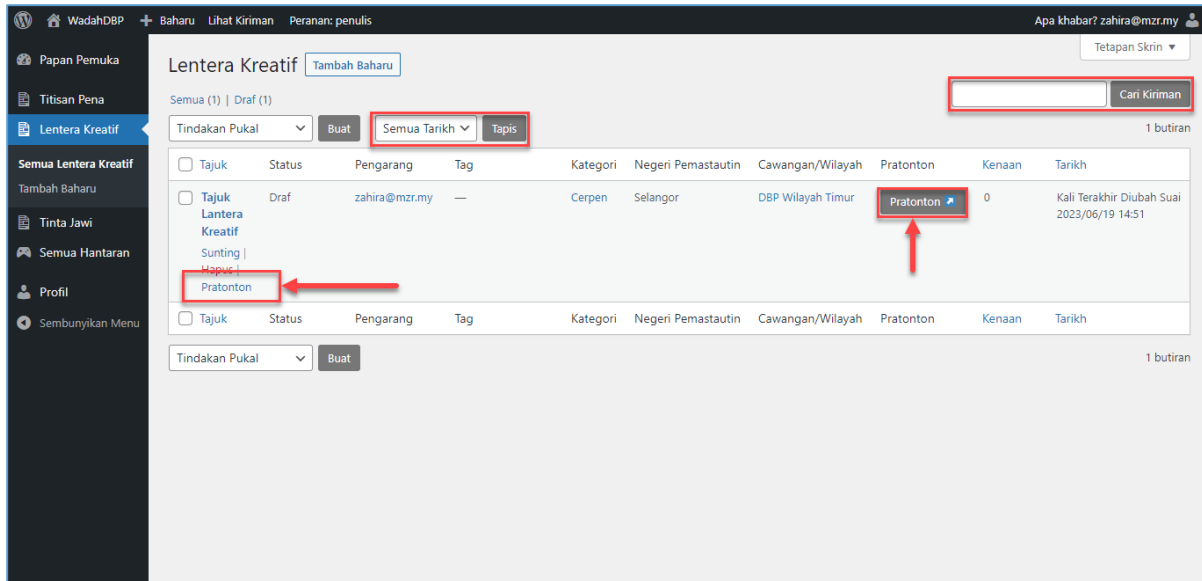 WadahDBP + Baharu Lihat Kiriman Peranan: penulis Apa khabar? zahira@mzr.my
Tetapan Skrin ▼
Papan Pemuka
Titisan Pena
Lentera Kreatif
Semua Lentera Kreatif
Tambah Baharu
Tinta Jawi
Semua Hantaran
Profil
Sembunyikan Menu
Lentera Kreatif Tambah Baharu
Semua (1) | Draf (1)
Cari Kiriman
Tindakan Pukal Buat Semua Tarikh Tapis 1 butiran
Tajuk Status Pengarang Tag Kategori Negeri Pemastautin Cawangan/Wilayah Pratonton Kenaan Tarikh
Tajuk Draf zahira@mzr.my — Cerpen Selangor DBP Wilayah Timur Pratonton 0 Kali Terakhir Diubah Suai
Lantera 2023/06/19 14:51
Kreatif
Sunting |
Hapus |
Pratonton
Tajuk Status Pengarang Tag Kategori Negeri Pemastautin Cawangan/Wilayah Pratonton Kenaan Tarikh
Tindakan Pukal Buat 1 butiran